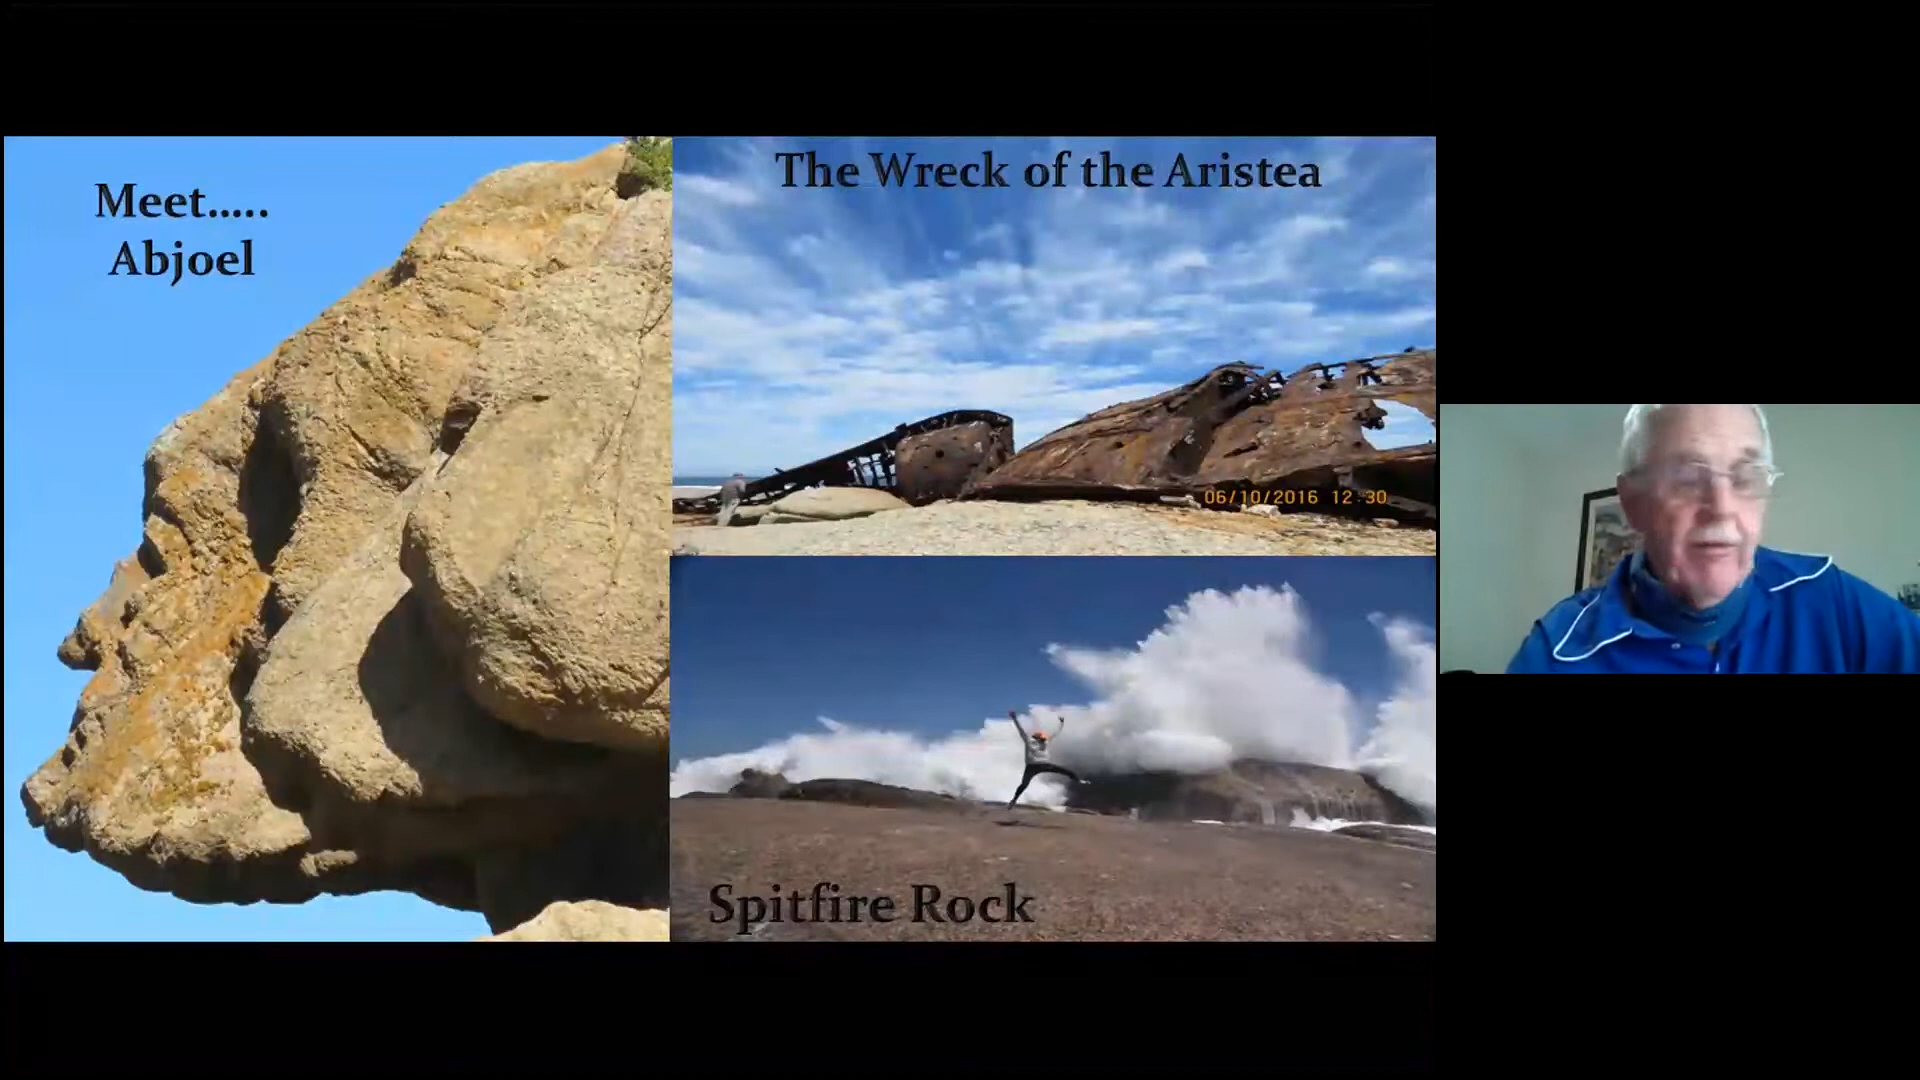 Meet.....
Abjoel
The Wreck of the Aristea
06/10/2016 12:30
Spitfire Rock